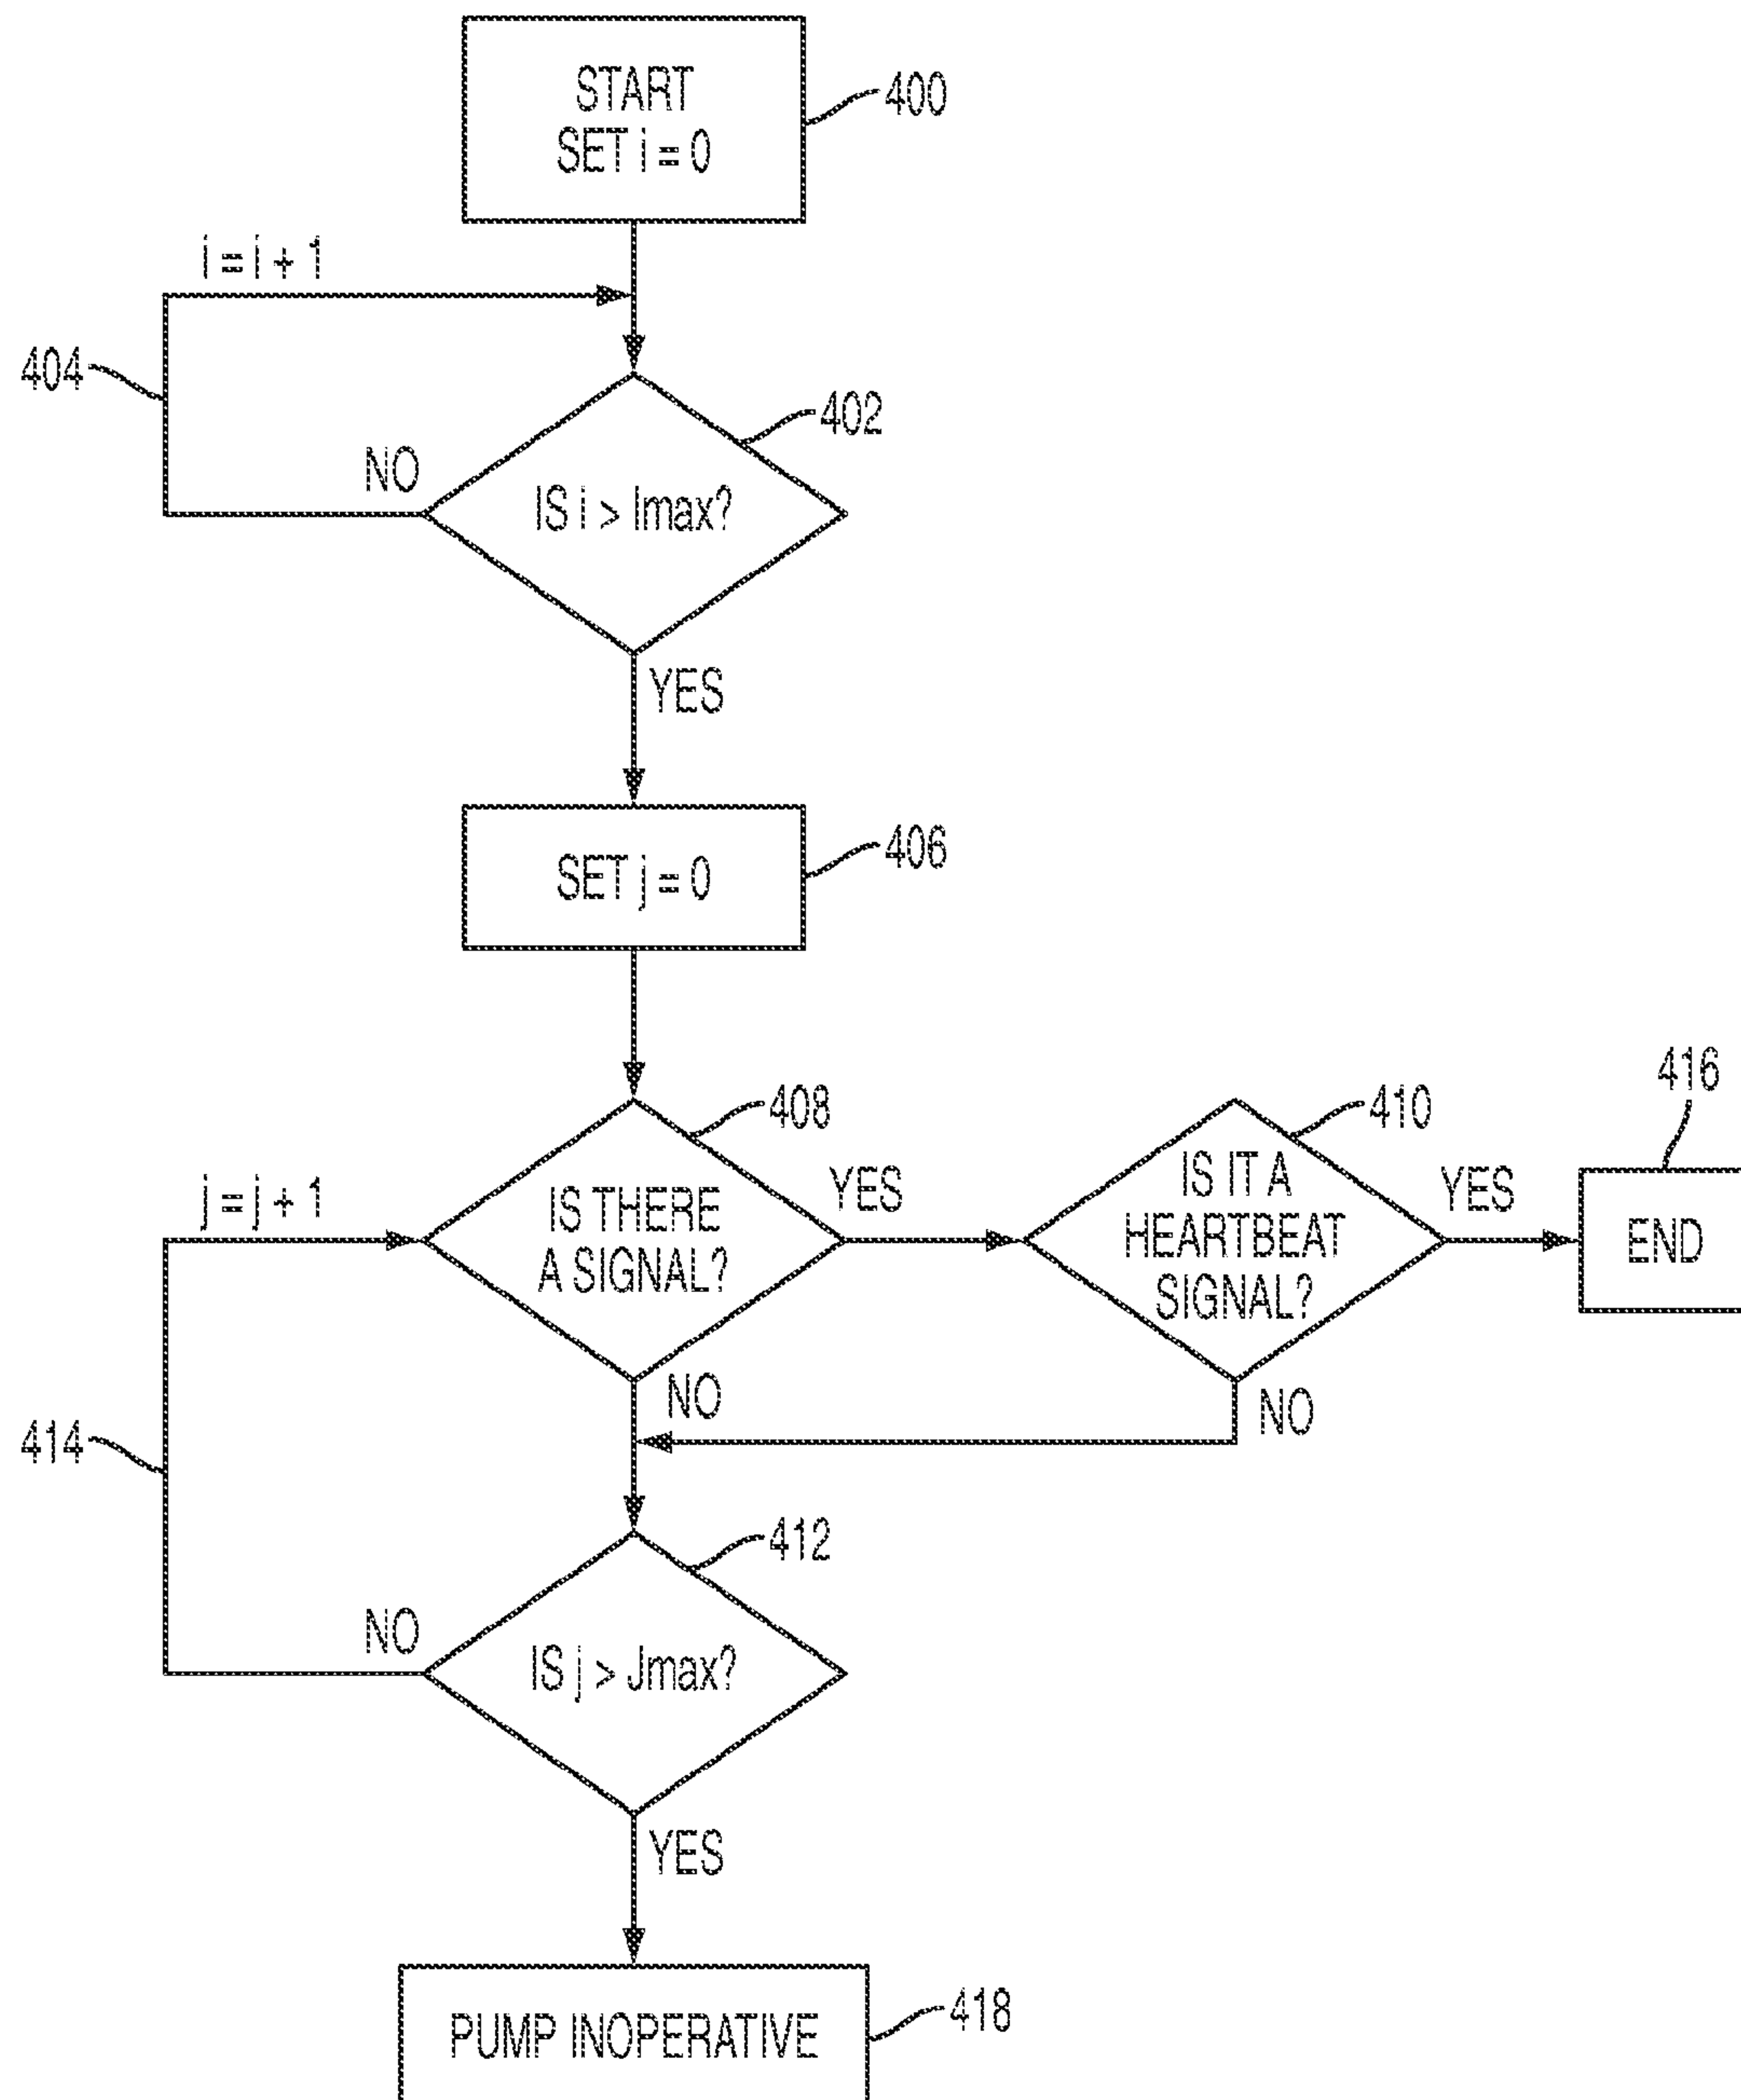 START
SET i = 0
400
i = i + 1
404
402
NO
IS i > Imax?
YES
SET j = 0
406
408
410
416
j = j + 1
IS THERE
A SIGNAL?
YES
IS IT A
HEARTBEAT
SIGNAL?
YES
END
NO
NO
414
412
NO
IS j > Jmax?
YES
PUMP INOPERATIVE
418